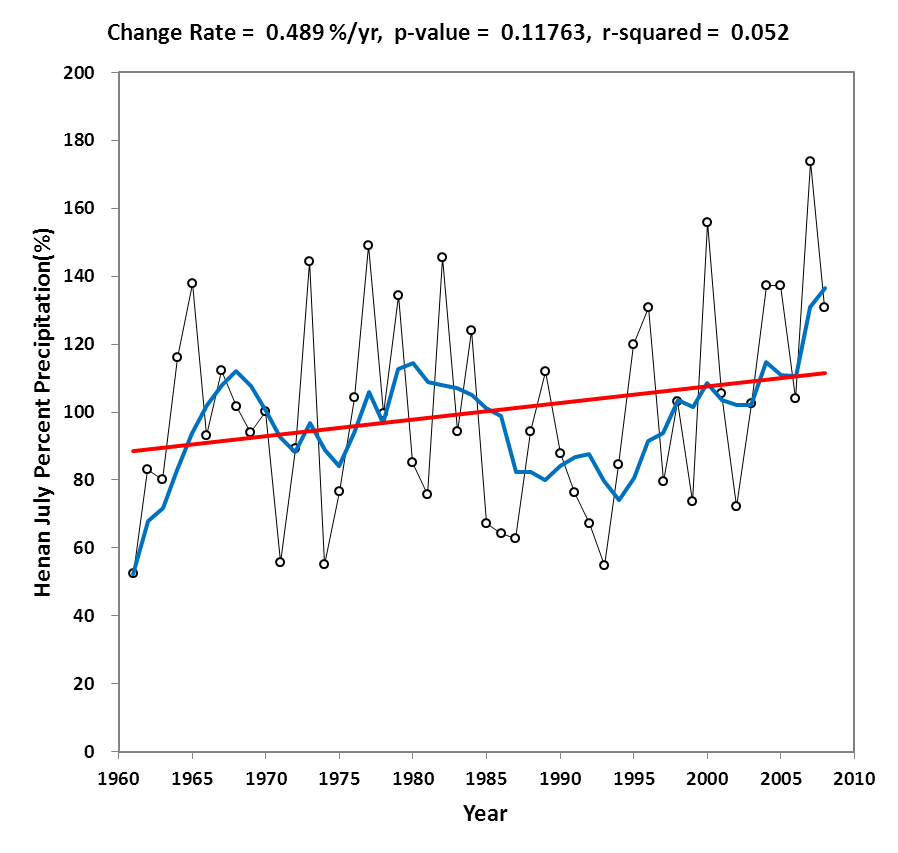 Change Rate = 0.489 %/yr, p-value = 0.11763, r-squared = 0.052
200
180
160
140
120
100
80
60
40
20
0
Henan July Percent Precipitation(%)
1960 1965 1970 1975 1980 1985 1990 1995 2000 2005 2010
Year